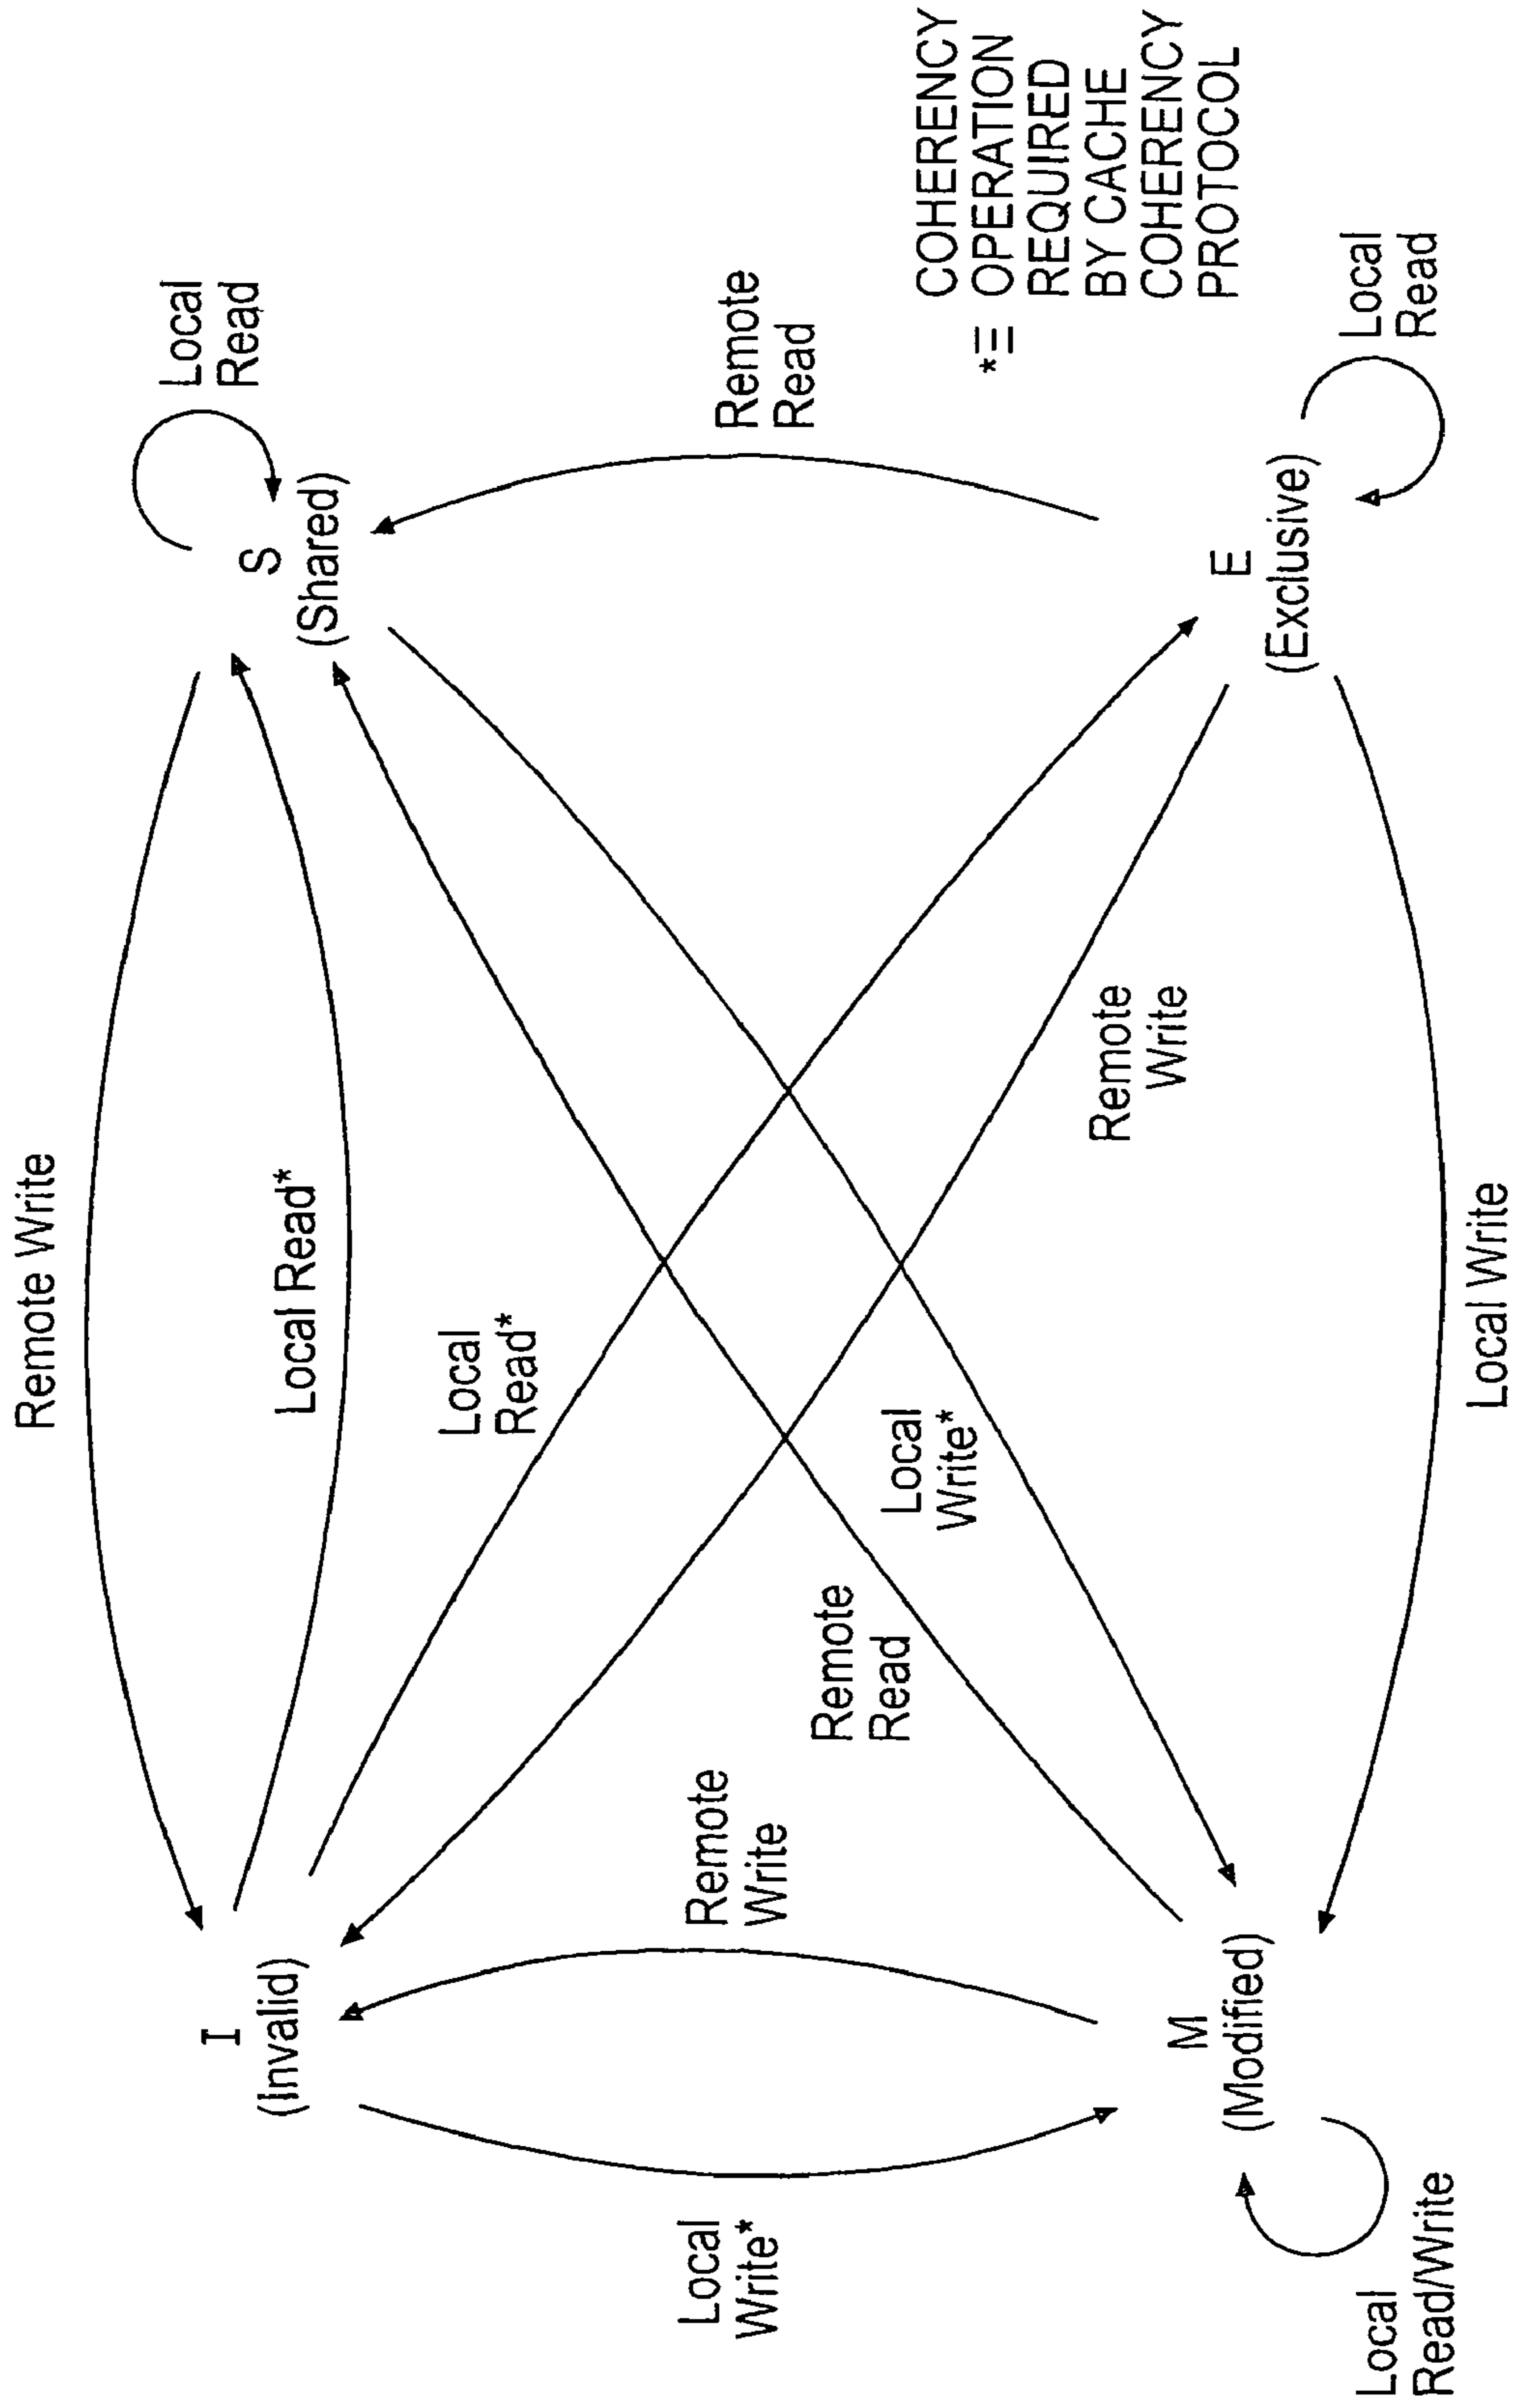 Remote Write
I
(Invalid)
S
(Shared)
Local
Read
Local Read*
Local
Read*
Local
Write*
Remote
Write
Remote
Read
Local
Write*
Remote
Write
Remote
Read
M
(Modified)
E
(Exclusive)
Local
Read/Write
Local Write
Local
Read
COHERENCY
*≡ OPERATION
REQUIRED
BY CACHE
COHERENCY
PROTOCOL